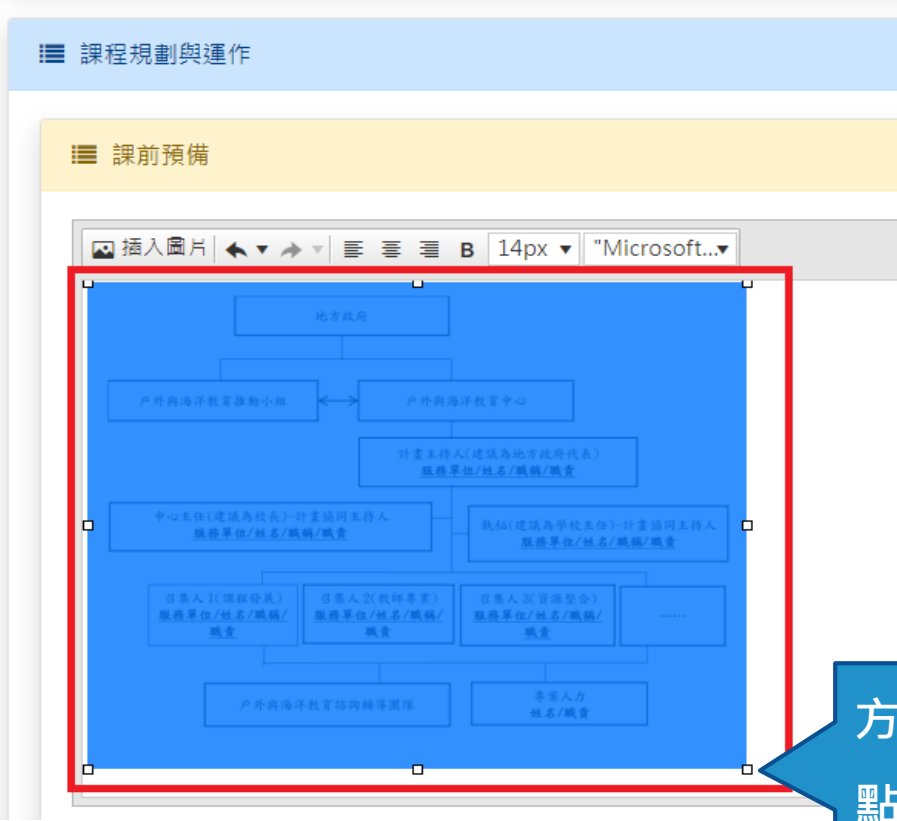 課程規劃與運作
課前預備
插入圖片
B
14px
"Microsoft...
地方政府
戶外與海洋教育推動小組
戶外與海洋教育中心
計畫主持人(建議為地方政府代表)
服務單位/姓名/職稱/職責
中心主任(建議為校長)-計畫協同主持人
服務單位/姓名/職稱/職責
執秘(建議為學校主任)-計畫協同主持人
服務單位/姓名/職稱/職責
召集人 1(課程發展)
服務單位/姓名/職稱/
職責
召集人 2(教師專業)
服務單位/姓名/職稱/
職責
召集人 3(資源整合)
服務單位/姓名/職稱/
職責
……
戶外與海洋教育諮詢輔導團隊
專案人力
姓名/職責
方
點